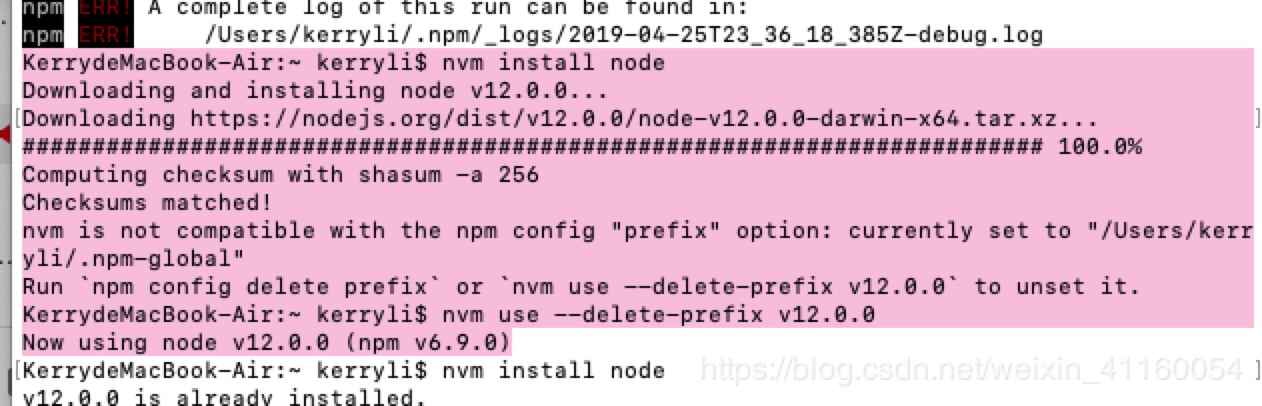 npm ERR! A complete log of this run can be found in:
npm ERR!     /Users/kerryli/.npm/_logs/2019-04-25T23_36_18_385Z-debug.log
KerrydeMacBook-Air:~ kerryli$ nvm install node
Downloading and installing node v12.0.0...
[Downloading https://nodejs.org/dist/v12.0.0/node-v12.0.0-darwin-x64.tar.xz... ]
######################################################################### 100.0%
Computing checksum with shasum -a 256
Checksums matched!
nvm is not compatible with the npm config "prefix" option: currently set to "/Users/kerr
yli/.npm-global"
Run `npm config delete prefix` or `nvm use --delete-prefix v12.0.0` to unset it.
KerrydeMacBook-Air:~ kerryli$ nvm use --delete-prefix v12.0.0
Now using node v12.0.0 (npm v6.9.0)
[KerrydeMacBook-Air:~ kerryli$ nvm install node ]
https://blog.csdn.net/weixin_41160054
v12.0.0 is already installed.